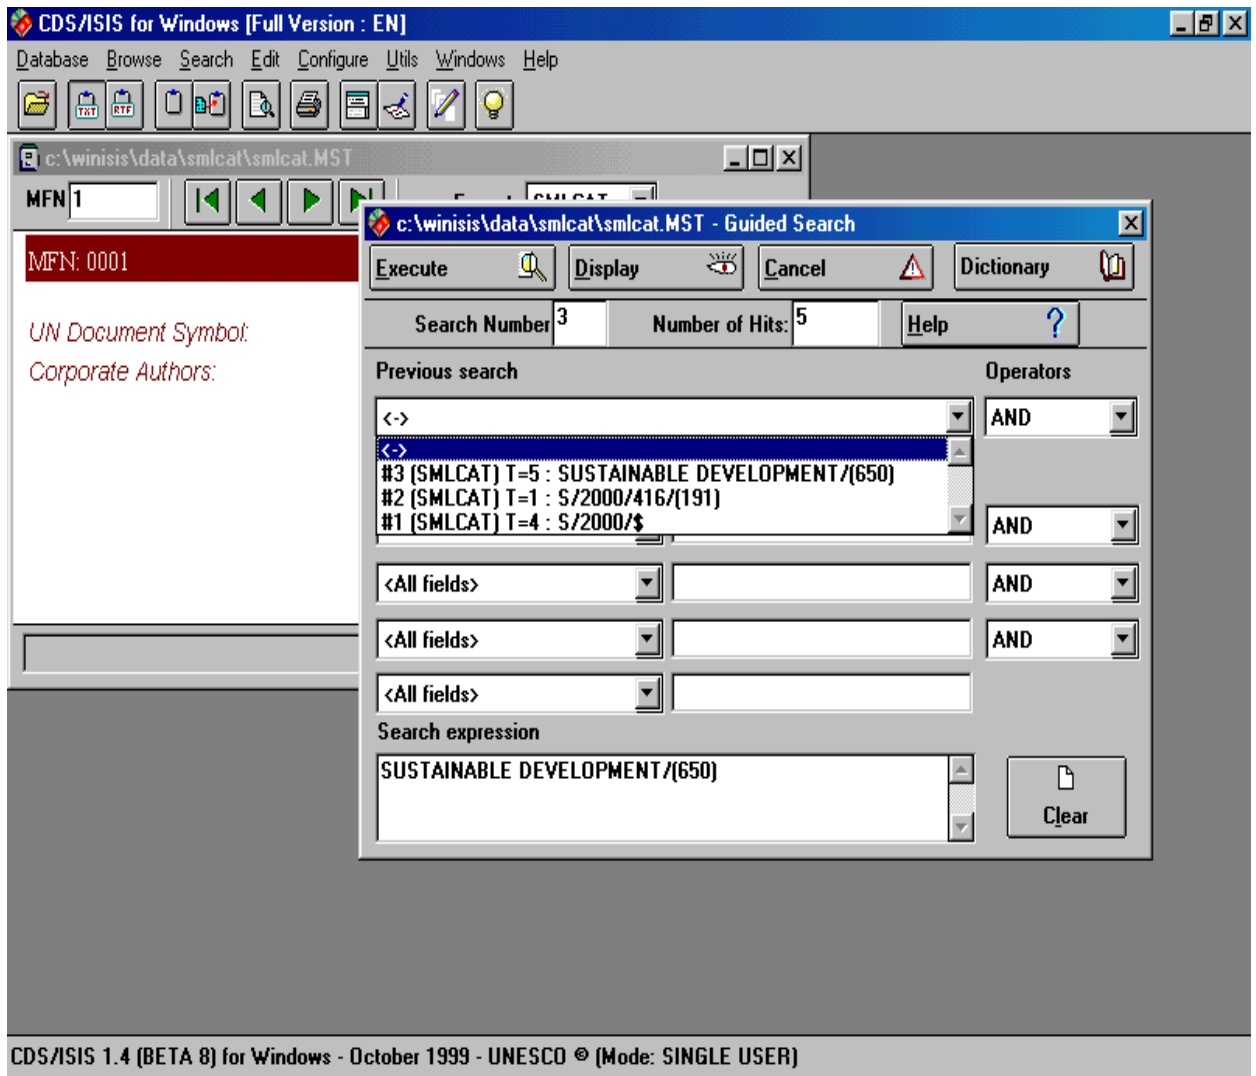 CDS/ISIS for Windows [Full Version : EN]
Database Browse Search Edit Configure Utils Windows Help
TXT RTF
c:\winisis\data\smlcat\smlcat.MST
MFN 1
SMLCAT
MFN: 0001
UN Document Symbol:
Corporate Authors:
c:\winisis\data\smlcat\smlcat.MST - Guided Search
Execute Display Cancel Dictionary
Search Number 3 Number of Hits: 5 Help
Previous search Operators
<-> AND
<->
#3 (SMLCAT) T=5 : SUSTAINABLE DEVELOPMENT/(650)
#2 (SMLCAT) T=1 : S/2000/416/(191)
#1 (SMLCAT) T=4 : S/2000/$
AND
<All fields> AND
<All fields> AND
<All fields>
Search expression
SUSTAINABLE DEVELOPMENT/(650)
Clear
CDS/ISIS 1.4 (BETA 8) for Windows - October 1999 - UNESCO © (Mode: SINGLE USER)